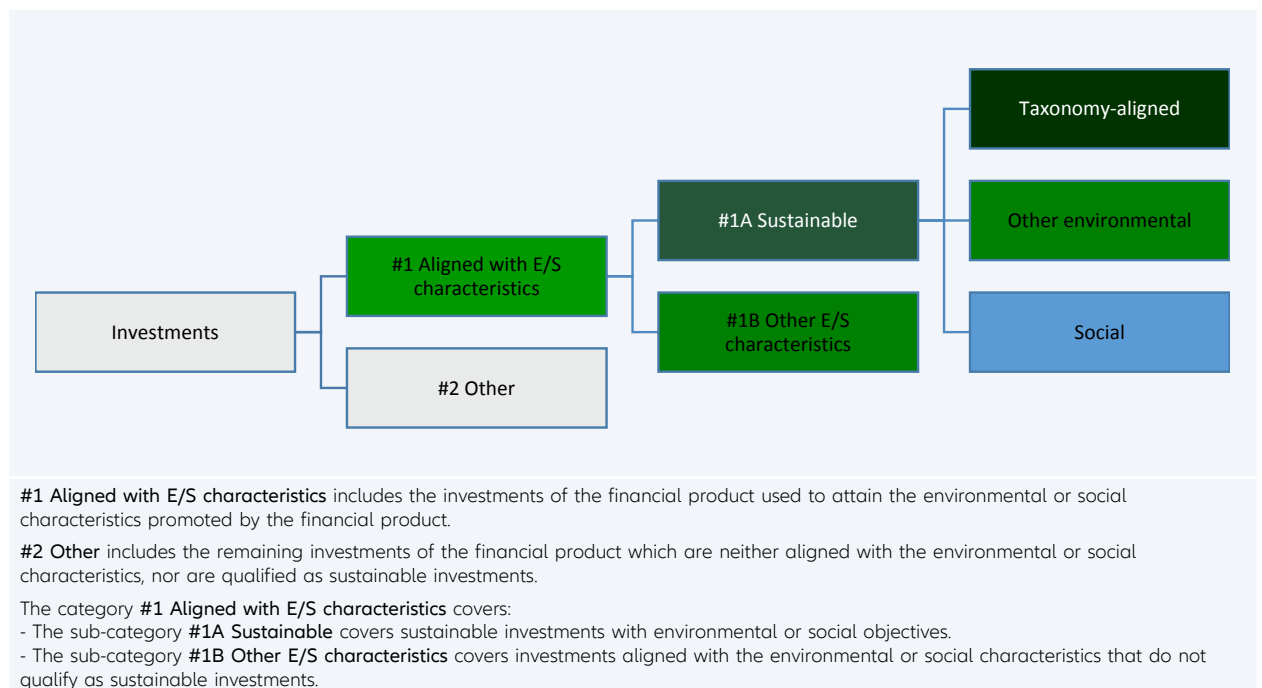 Taxonomy-aligned
#1A Sustainable
Other environmental
#1 Aligned with E/S
characteristics
Investments
#1B Other E/S
characteristics
Social
#2 Other
#1 Aligned with E/S characteristics includes the investments of the financial product used to attain the environmental or social
characteristics promoted by the financial product.
#2 Other includes the remaining investments of the financial product which are neither aligned with the environmental or social
characteristics, nor are qualified as sustainable investments.
The category #1 Aligned with E/S characteristics covers:
- The sub-category #1A Sustainable covers sustainable investments with environmental or social objectives.
- The sub-category #1B Other E/S characteristics covers investments aligned with the environmental or social characteristics that do not
qualify as sustainable investments.